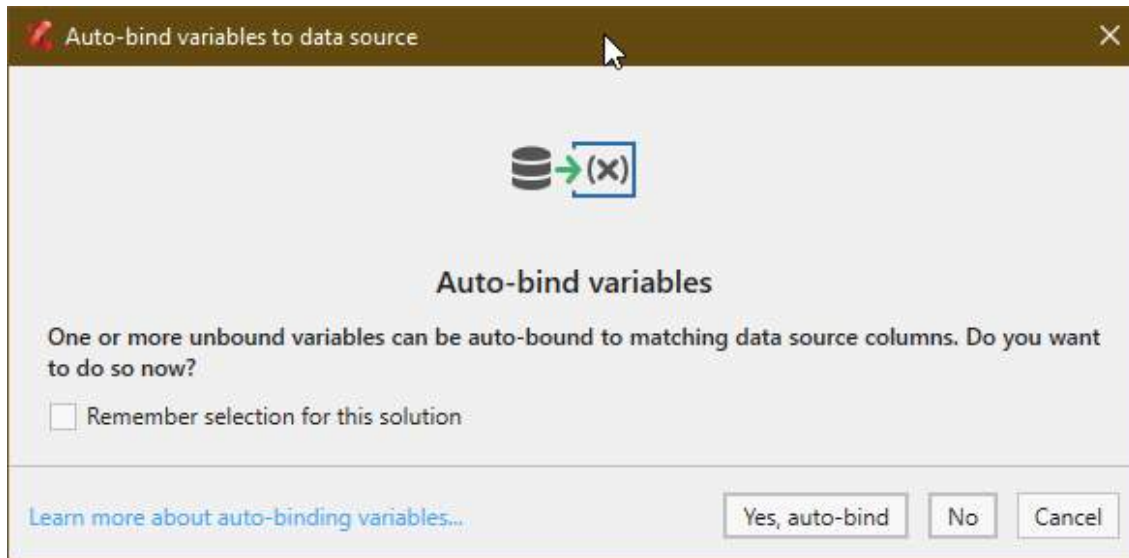 Auto-bind variables to data source
(x)
Auto-bind variables
One or more unbound variables can be auto-bound to matching data source columns. Do you want
to do so now?
Remember selection for this solution
Learn more about auto-binding variables...
Yes, auto-bind
No
Cancel